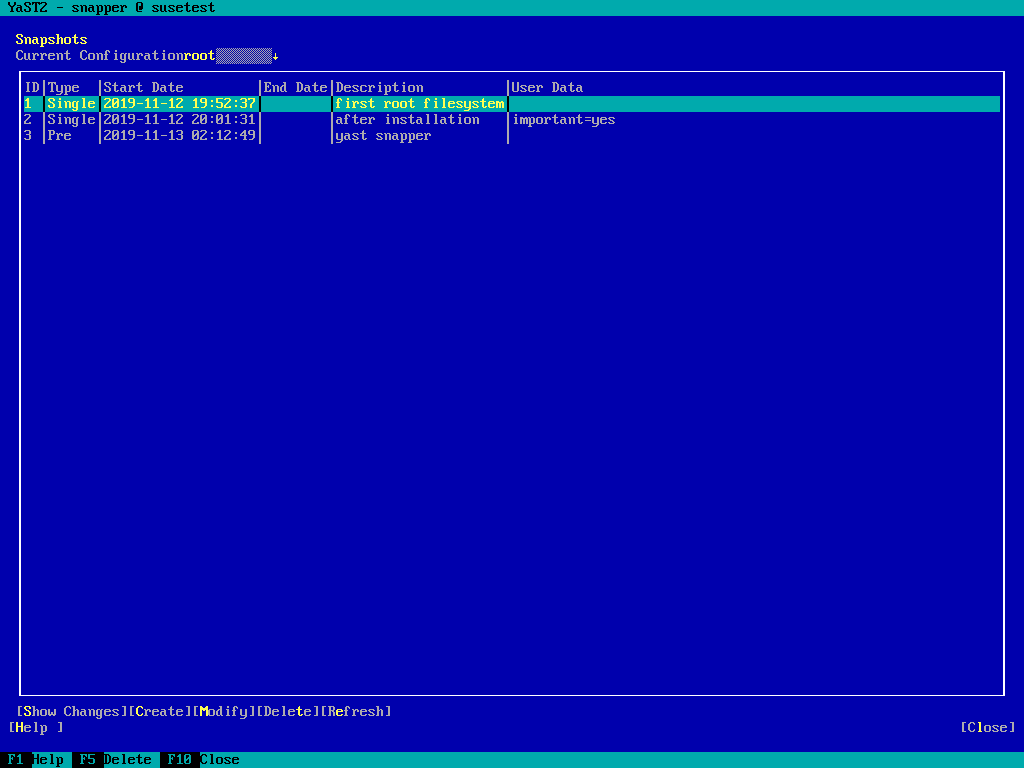 YaST2 - snapper @ susetest
Snapshots
Current Configurationroot↓
ID|Type |Start Date |End Date|Description |User Data
1 |Single|2019-11-12 19:52:37| |first root filesystem|
2 |Single|2019-11-12 20:01:31| |after installation |important=yes
3 |Pre |2019-11-13 02:12:49| |yast snapper |
[Show Changes][Create][Modify][Delete][Refresh]
[Help ] [Close]
F1 Help F5 Delete F10 Close